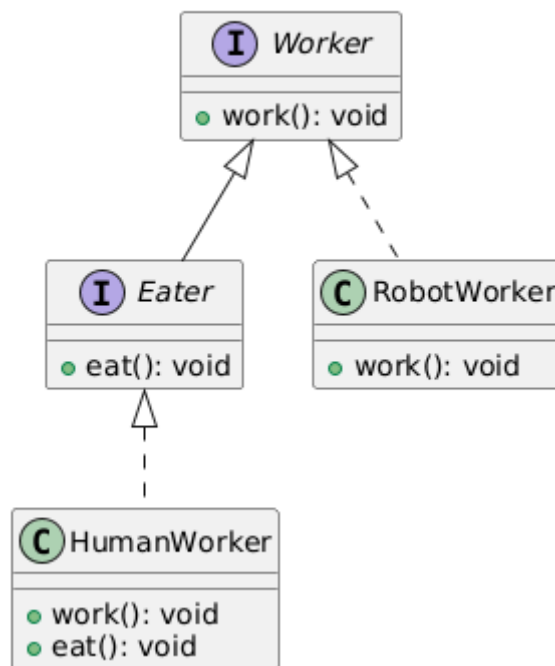 I Worker
work(): void
I Eater
C RobotWorker
eat(): void
work(): void
C HumanWorker
work(): void
eat(): void